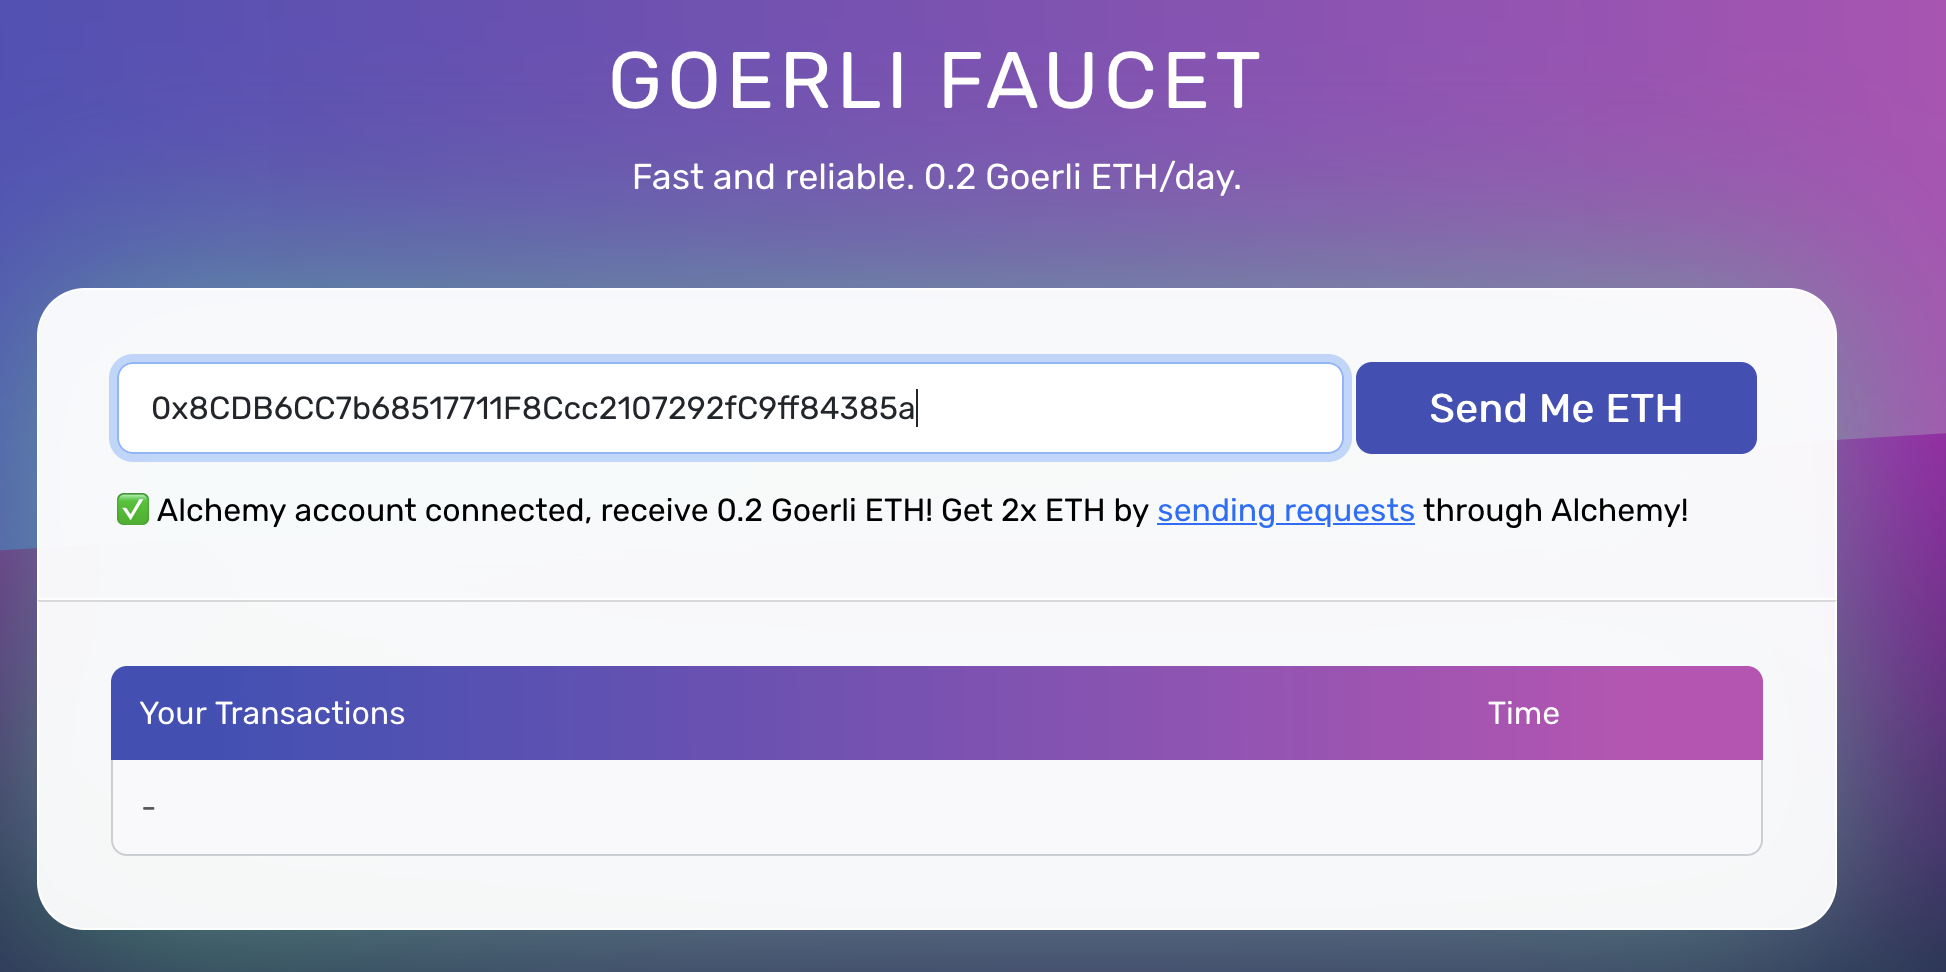 GOERLI FAUCET
Fast and reliable. 0.2 Goerli ETH/day.
0x8CDB6CC7b68517711F8Ccc2107292fC9ff84385a
Send Me ETH
✅ Alchemy account connected, receive 0.2 Goerli ETH! Get 2x ETH by sending requests through Alchemy!
Your Transactions
Time
-